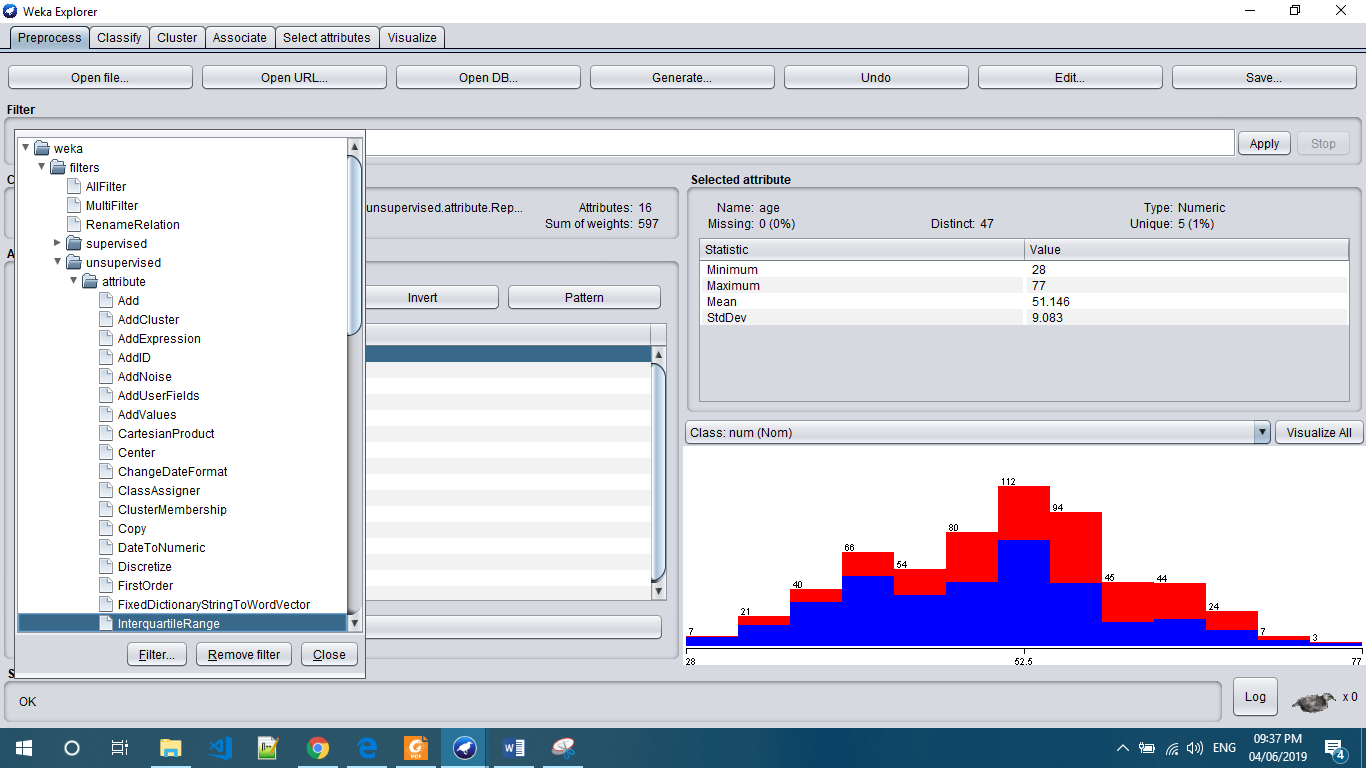 Weka Explorer
Preprocess Classify Cluster Associate Select attributes Visualize
Open file... Open URL... Open DB... Generate... Undo Edit... Save...
Filter
Apply Stop
weka
filters
AllFilter
MultiFilter
RenameRelation
supervised
unsupervised
attribute
Add
AddCluster
AddExpression
AddID
AddNoise
AddUserFields
AddValues
CartesianProduct
Center
ChangeDateFormat
ClassAssigner
ClusterMembership
Copy
DateToNumeric
Discretize
FirstOrder
FixedDictionaryStringToWordVector
InterquartileRange
Filter... Remove filter Close
unsupervised.attribute.Rep... Attributes: 16
Sum of weights: 597
Invert Pattern
Selected attribute
Name: age Type: Numeric
Missing: 0 (0%) Distinct: 47 Unique: 5 (1%)
Statistic Value
Minimum 28
Maximum 77
Mean 51.146
StdDev 9.083
Class: num (Nom) Visualize All
7 21 40 66 54 80 112 94 45 44 24 7 3
28 52.5 77
OK
Log x 0
ENG
09:37 PM
04/06/2019
4